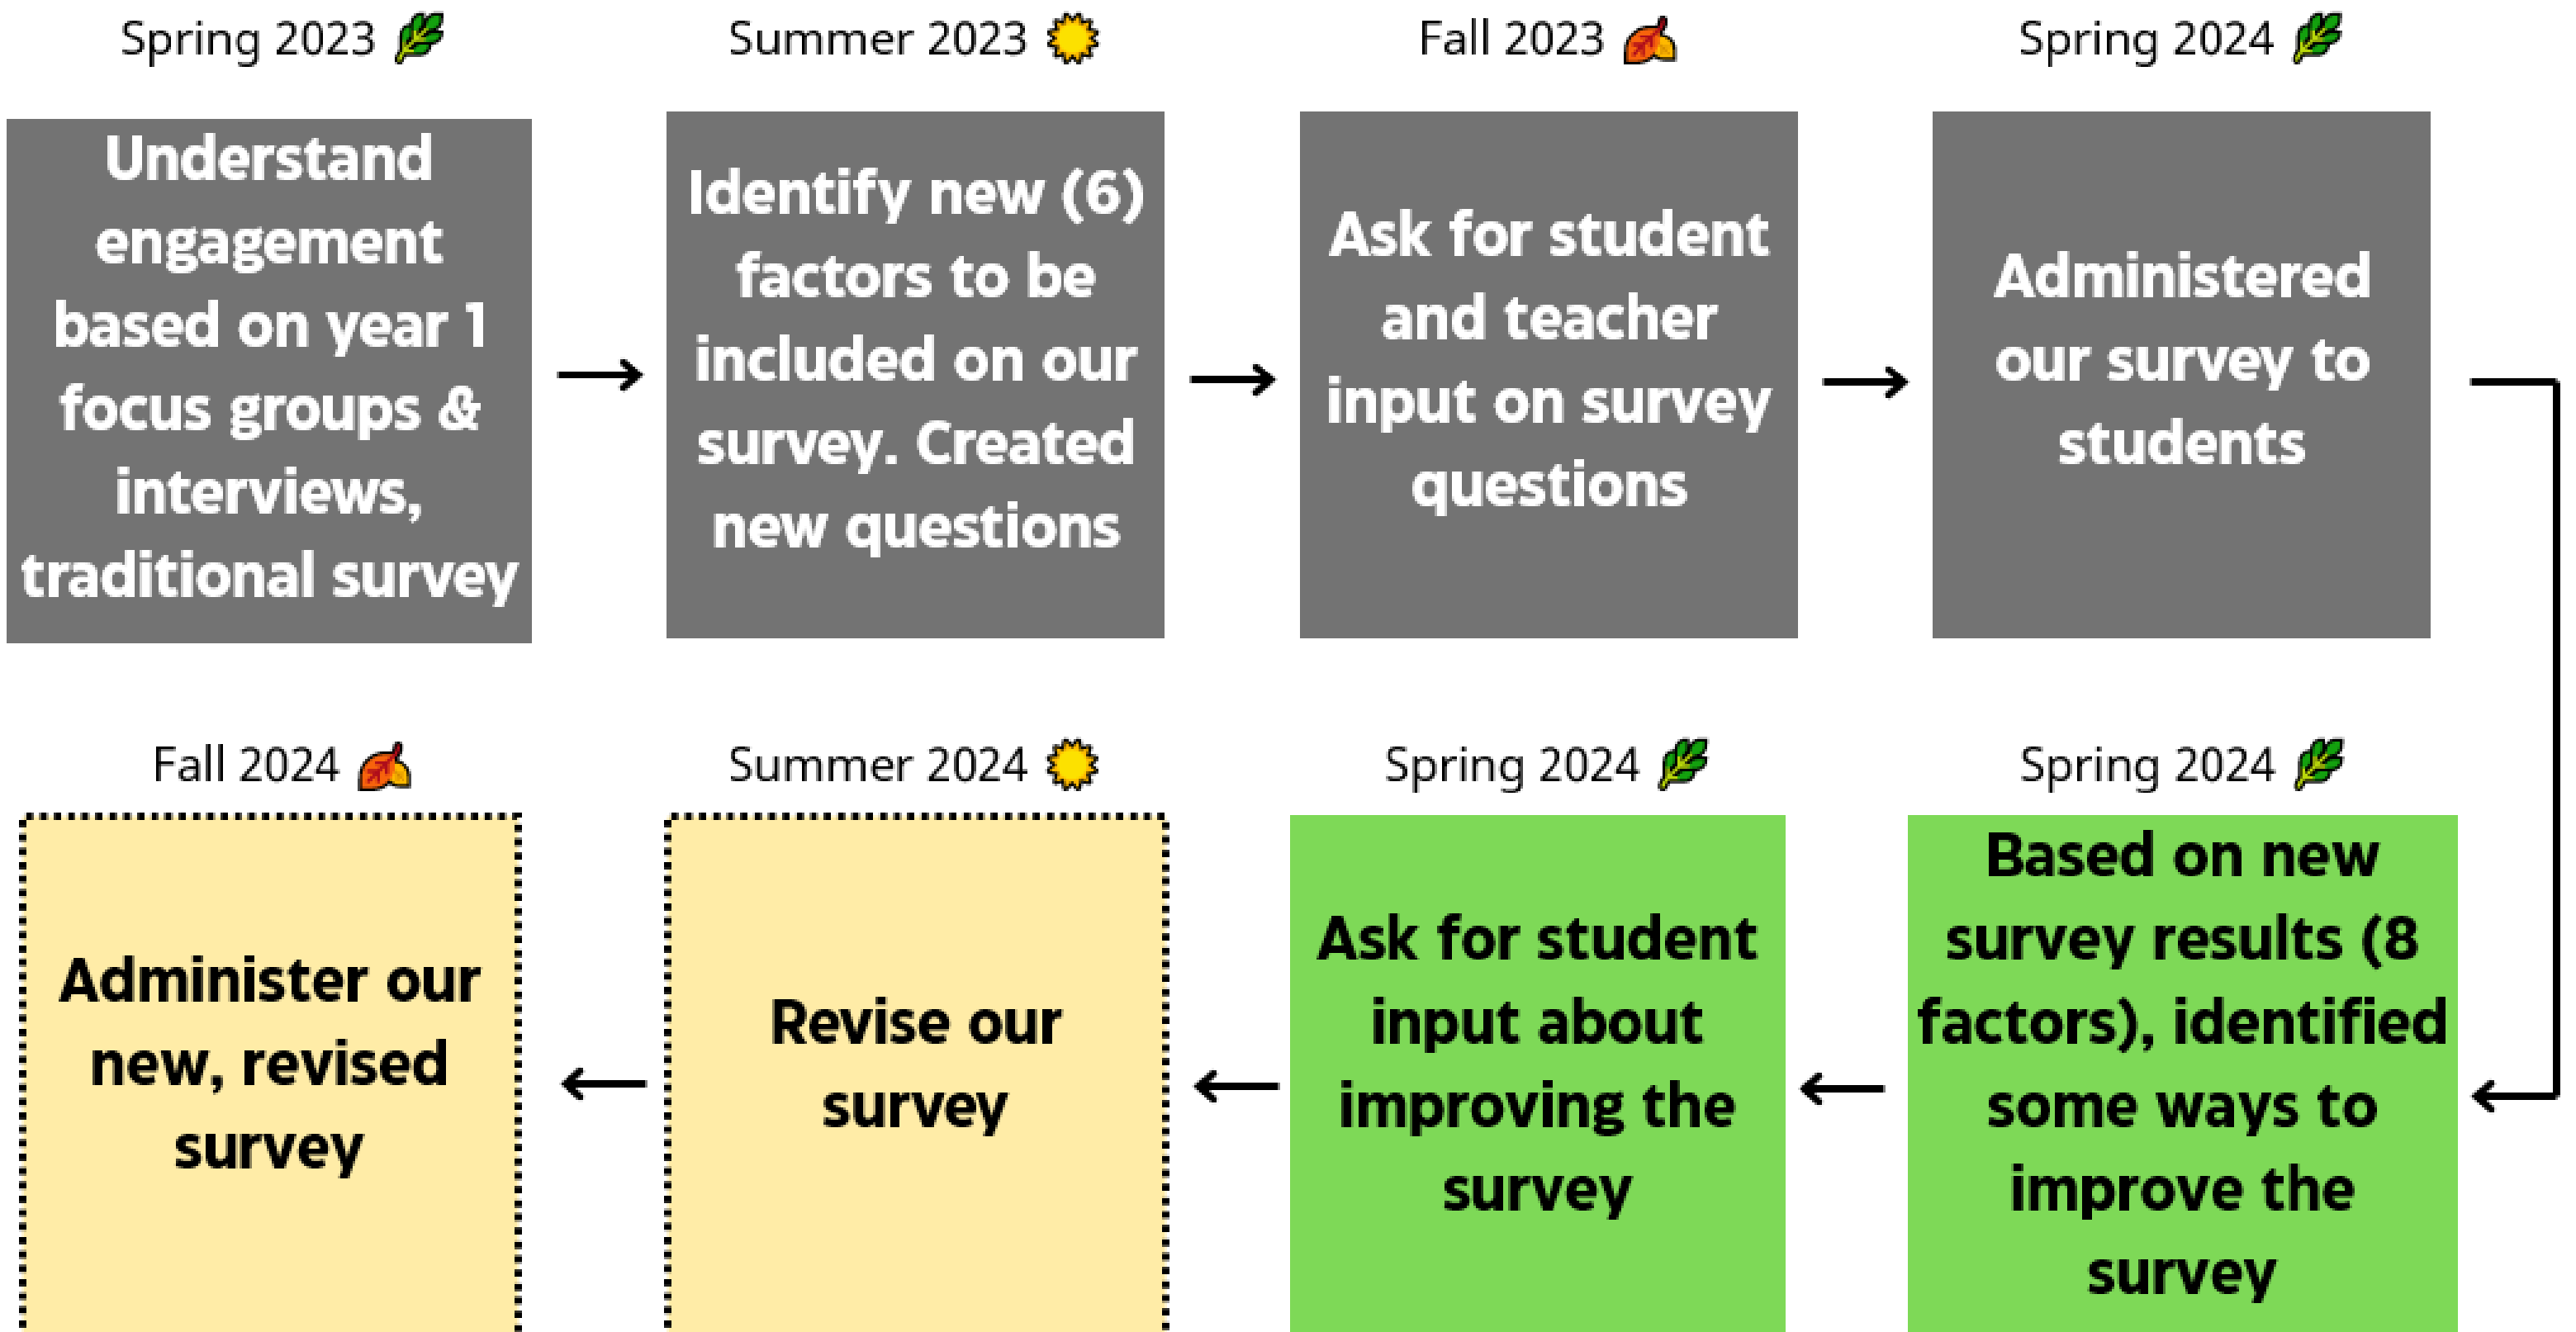 Spring 2023
Understand
engagement
based on year 1
focus groups &
interviews,
traditional survey
Summer 2023
Identify new (6)
factors to be
included on our
survey. Created
new questions
Fall 2023
Ask for student
and teacher
input on survey
questions
Spring 2024
Administered
our survey to
students
Spring 2024
Based on new
survey results (8
factors), identified
some ways to
improve the
survey
Spring 2024
Ask for student
input about
improving the
survey
Summer 2024
Revise our
survey
Fall 2024
Administer our
new, revised
survey